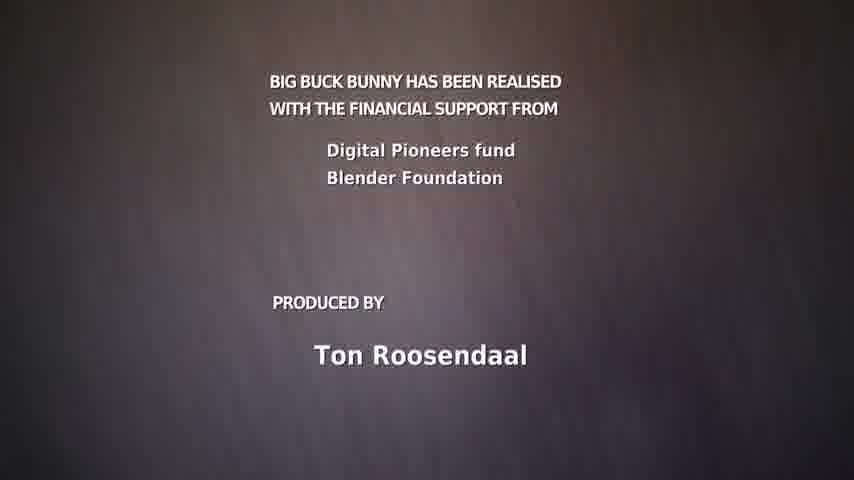 BIG BUCK BUNNY HAS BEEN REALISED
WITH THE FINANCIAL SUPPORT FROM
Digital Pioneers fund
Blender Foundation
PRODUCED BY
Ton Roosendaal